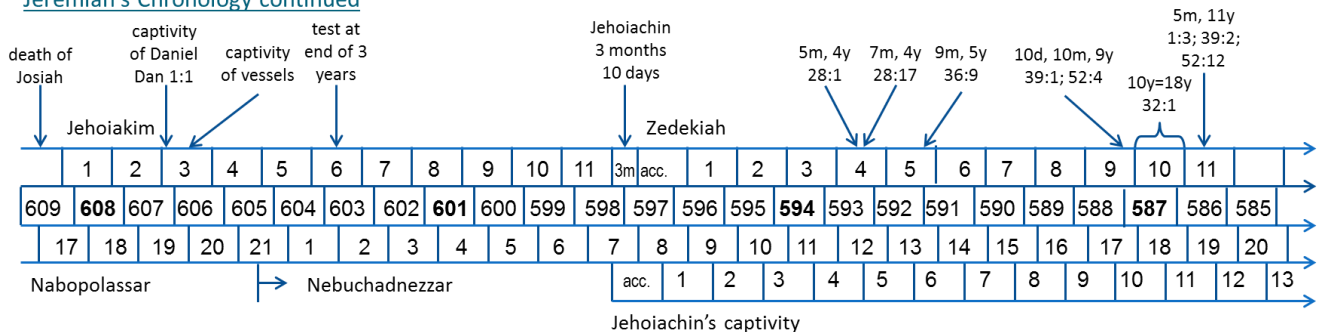 Jeremiah's Chronology continued
death of
Josiah
captivity
of Daniel
Dan 1:1
captivity
of vessels
test at
end of 3
years
Jehoiachin
3 months
10 days
5m, 4y
28:1
7m, 4y
28:17
9m, 5y
36:9
10d, 10m, 9y
39:1; 52:4
10y=18y
32:1
5m, 11y
1:3; 39:2;
52:12
Jehoiakim
Zedekiah
1 2 3 4 5 6 7 8 9 10 11 3m acc. 1 2 3 4 5 6 7 8 9 10 11
609 608 607 606 605 604 603 602 601 600 599 598 597 596 595 594 593 592 591 590 589 588 587 586 585
17 18 19 20 21 1 2 3 4 5 6 7 8 9 10 11 12 13 14 15 16 17 18 19 20
Nabopolassar
Nebuchadnezzar
acc. 1 2 3 4 5 6 7 8 9 10 11 12 13
Jehoiachin's captivity